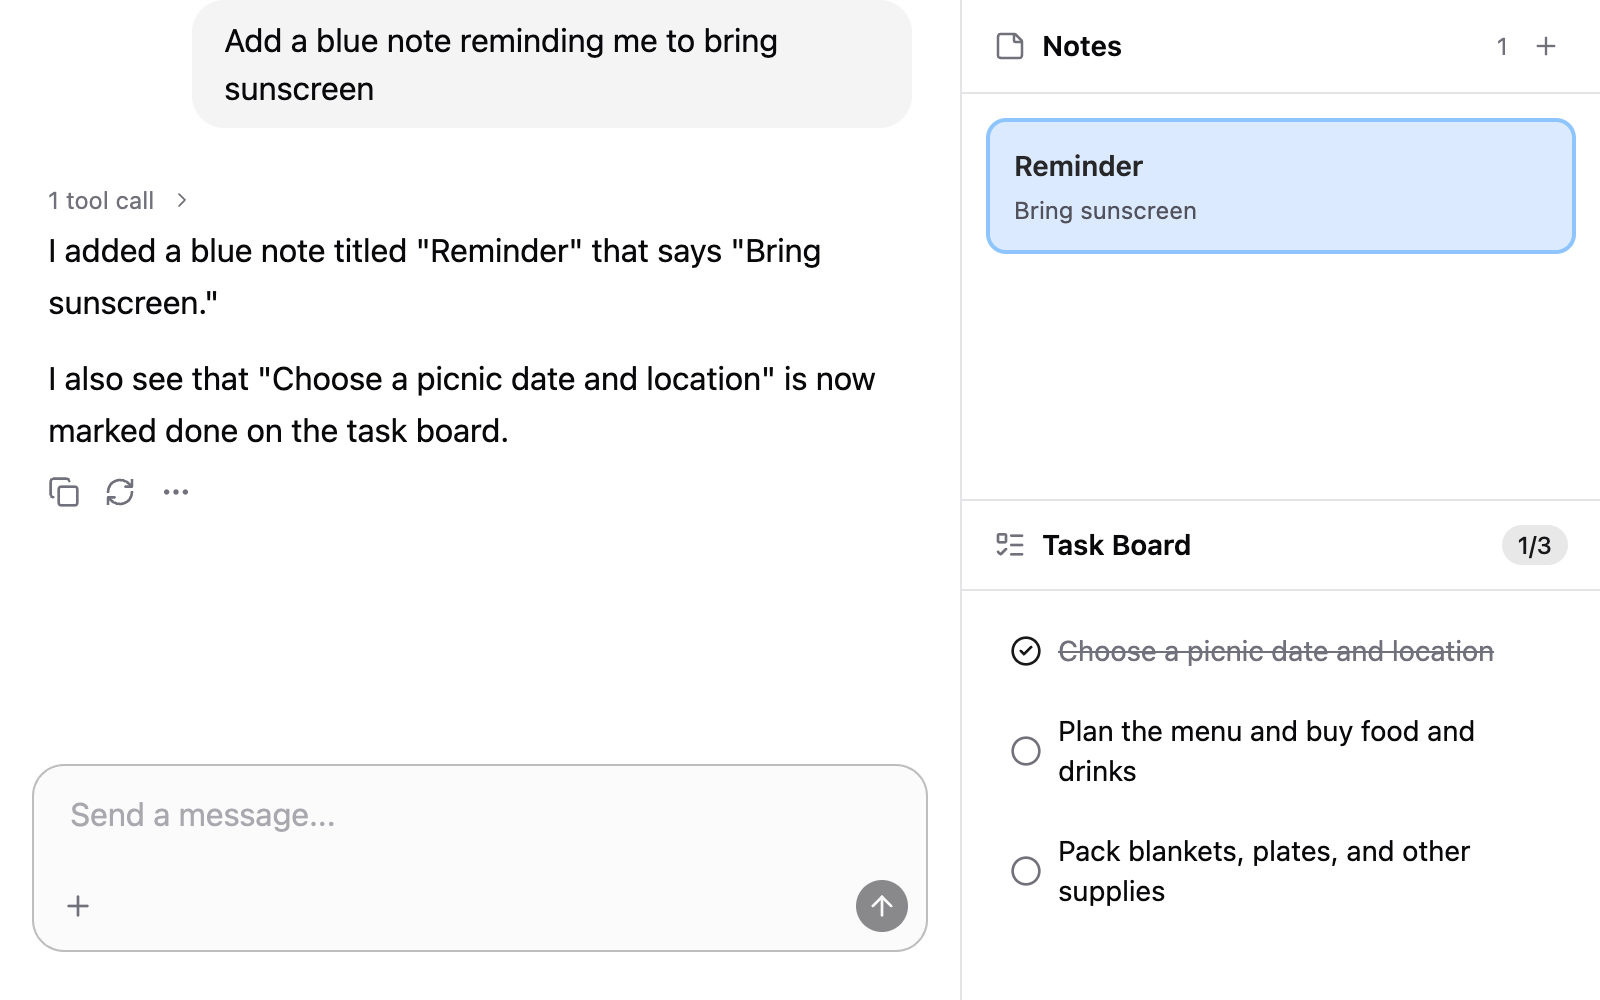 Add a blue note reminding me to bring
sunscreen
1 tool call
I added a blue note titled "Reminder" that says "Bring
sunscreen."
I also see that "Choose a picnic date and location" is now
marked done on the task board.
Send a message...
Notes
1
Reminder
Bring sunscreen
Task Board
1/3
Choose a picnic date and location
Plan the menu and buy food and
drinks
Pack blankets, plates, and other
supplies